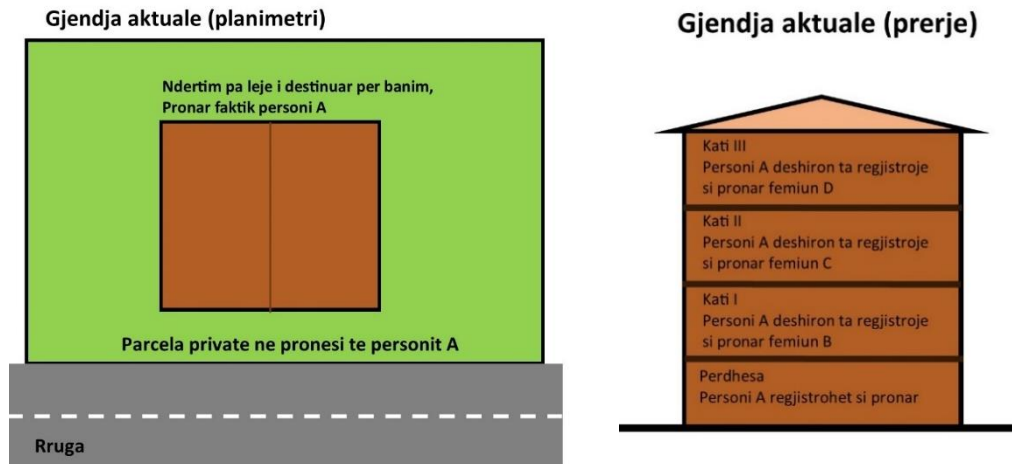 Gjendja aktuale (planimetri)
Ndertim pa leje i destinuar per banim,
Pronar faktik personi A
Parcela private ne pronesi te personit A
Rruga
Gjendja aktuale (prerje)
Kati III
Personi A deshiron ta regjistroje
si pronar femiun D
Kati II
Personi A deshiron ta regjistroje
si pronar femiun C
Kati I
Personi A deshiron ta regjistroje
si pronar femiun B
Perdhesa
Personi A regjistrohet si pronar